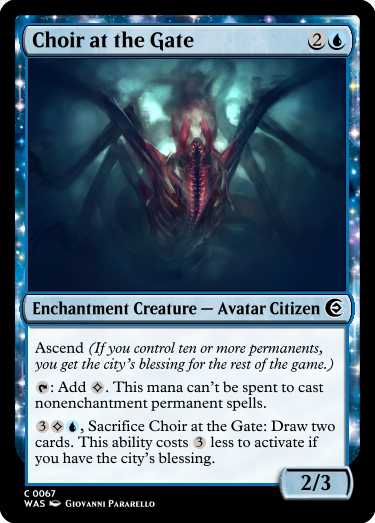 Choir at the Gate 2
Enchantment Creature — Avatar Citizen
Ascend (If you control ten or more permanents,
you get the city's blessing for the rest of the game.)
: Add . This mana can't be spent to cast
nonenchantment permanent spells.
3, Sacrifice Choir at the Gate: Draw two
cards. This ability costs 3 less to activate if
you have the city's blessing.
2/3
C 0067
WAS Giovanni Pararello